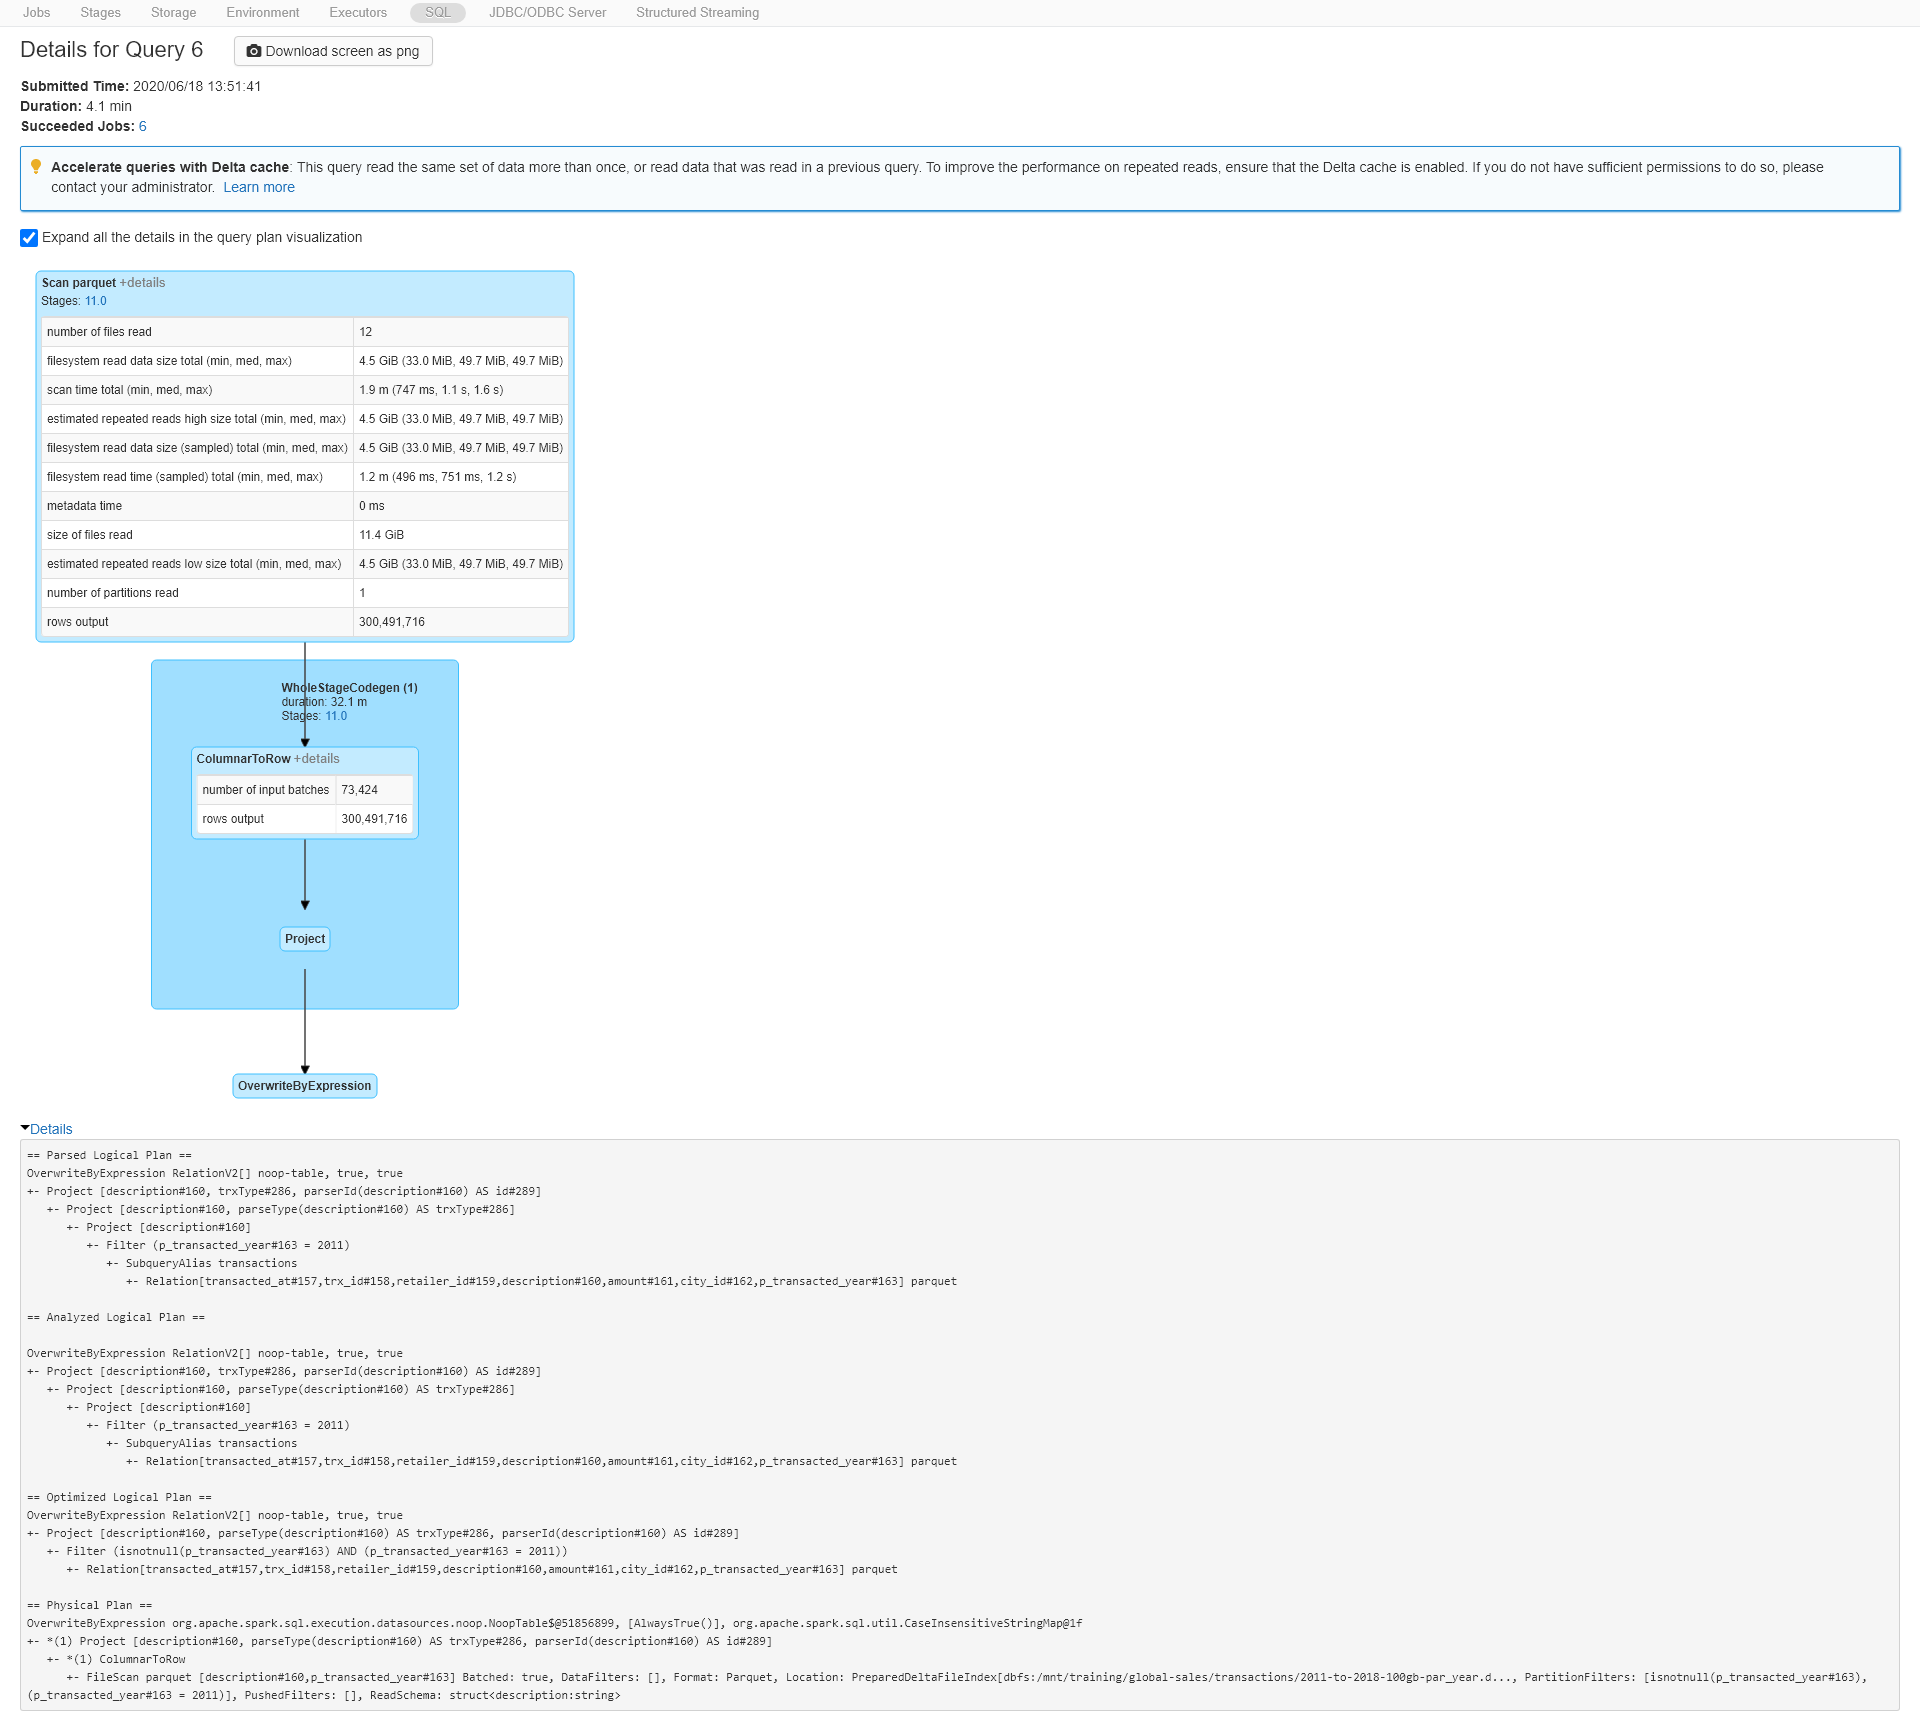 Jobs Stages Storage Environment Executors SQL JDBC/ODBC Server Structured Streaming
Details for Query 6 Download screen as png
Submitted Time: 2020/06/18 13:51:41
Duration: 4.1 min
Succeeded Jobs: 6
Accelerate queries with Delta cache: This query read the same set of data more than once, or read data that was read in a previous query. To improve the performance on repeated reads, ensure that the Delta cache is enabled. If you do not have sufficient permissions to do so, please
contact your administrator. Learn more
Expand all the details in the query plan visualization
Scan parquet +details
Stages: 11.0
number of files read 12
filesystem read data size total (min, med, max) 4.5 GiB (33.0 MiB, 49.7 MiB, 49.7 MiB)
scan time total (min, med, max) 1.9 m (747 ms, 1.1 s, 1.6 s)
estimated repeated reads high size total (min, med, max) 4.5 GiB (33.0 MiB, 49.7 MiB, 49.7 MiB)
filesystem read data size (sampled) total (min, med, max) 4.5 GiB (33.0 MiB, 49.7 MiB, 49.7 MiB)
filesystem read time (sampled) total (min, med, max) 1.2 m (496 ms, 751 ms, 1.2 s)
metadata time 0 ms
size of files read 11.4 GiB
estimated repeated reads low size total (min, med, max) 4.5 GiB (33.0 MiB, 49.7 MiB, 49.7 MiB)
number of partitions read 1
rows output 300,491,716
WholeStageCodegen (1)
duration: 32.1 m
Stages: 11.0
ColumnarToRow +details
number of input batches 73,424
rows output 300,491,716
Project
OverwriteByExpression
Details
== Parsed Logical Plan ==
OverwriteByExpression RelationV2[] noop-table, true, true
+- Project [description#160, trxType#286, parserId(description#160) AS id#289]
   +- Project [description#160, parseType(description#160) AS trxType#286]
      +- Project [description#160]
         +- Filter (p_transacted_year#163 = 2011)
            +- SubqueryAlias transactions
               +- Relation[transacted_at#157,trx_id#158,retailer_id#159,description#160,amount#161,city_id#162,p_transacted_year#163] parquet
== Analyzed Logical Plan ==
OverwriteByExpression RelationV2[] noop-table, true, true
+- Project [description#160, trxType#286, parserId(description#160) AS id#289]
   +- Project [description#160, parseType(description#160) AS trxType#286]
      +- Project [description#160]
         +- Filter (p_transacted_year#163 = 2011)
            +- SubqueryAlias transactions
               +- Relation[transacted_at#157,trx_id#158,retailer_id#159,description#160,amount#161,city_id#162,p_transacted_year#163] parquet
== Optimized Logical Plan ==
OverwriteByExpression RelationV2[] noop-table, true, true
+- Project [description#160, parseType(description#160) AS trxType#286, parserId(description#160) AS id#289]
   +- Filter (isnotnull(p_transacted_year#163) AND (p_transacted_year#163 = 2011))
      +- Relation[transacted_at#157,trx_id#158,retailer_id#159,description#160,amount#161,city_id#162,p_transacted_year#163] parquet
== Physical Plan ==
OverwriteByExpression org.apache.spark.sql.execution.datasources.noop.NoopTable$@51856899, [AlwaysTrue()], org.apache.spark.sql.util.CaseInsensitiveStringMap@1f
+- *(1) Project [description#160, parseType(description#160) AS trxType#286, parserId(description#160) AS id#289]
   +- *(1) ColumnarToRow
      +- FileScan parquet [description#160,p_transacted_year#163] Batched: true, DataFilters: [], Format: Parquet, Location: PreparedDeltaFileIndex[dbfs:/mnt/training/global-sales/transactions/2011-to-2018-100gb-par_year.d..., PartitionFilters: [isnotnull(p_transacted_year#163),
(p_transacted_year#163 = 2011)], PushedFilters: [], ReadSchema: struct<description:string>